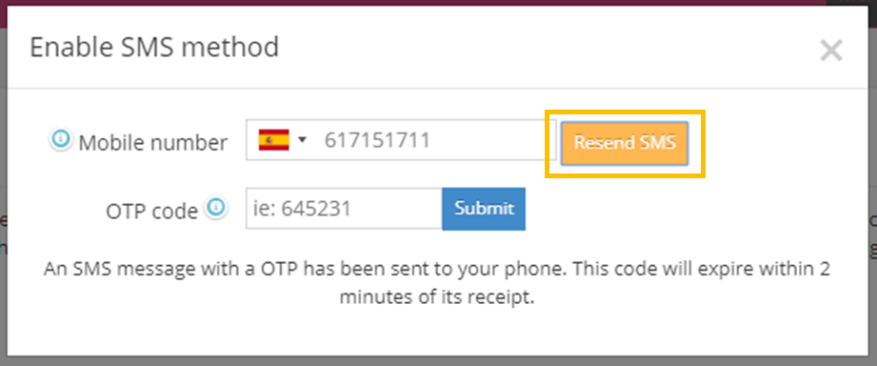 Enable SMS method
Mobile number 617151711 Resend SMS
OTP code ie: 645231 Submit
An SMS message with a OTP has been sent to your phone. This code will expire within 2
minutes of its receipt.